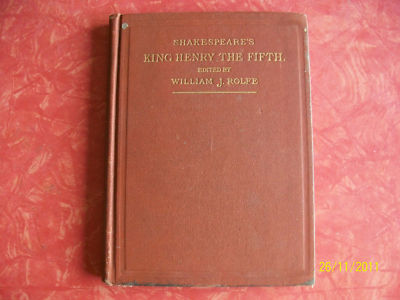 SHAKESPEARE'S
KING HENRY THE FIFTH.
EDITED BY
WILLIAM J. ROLFE
26/11/2011